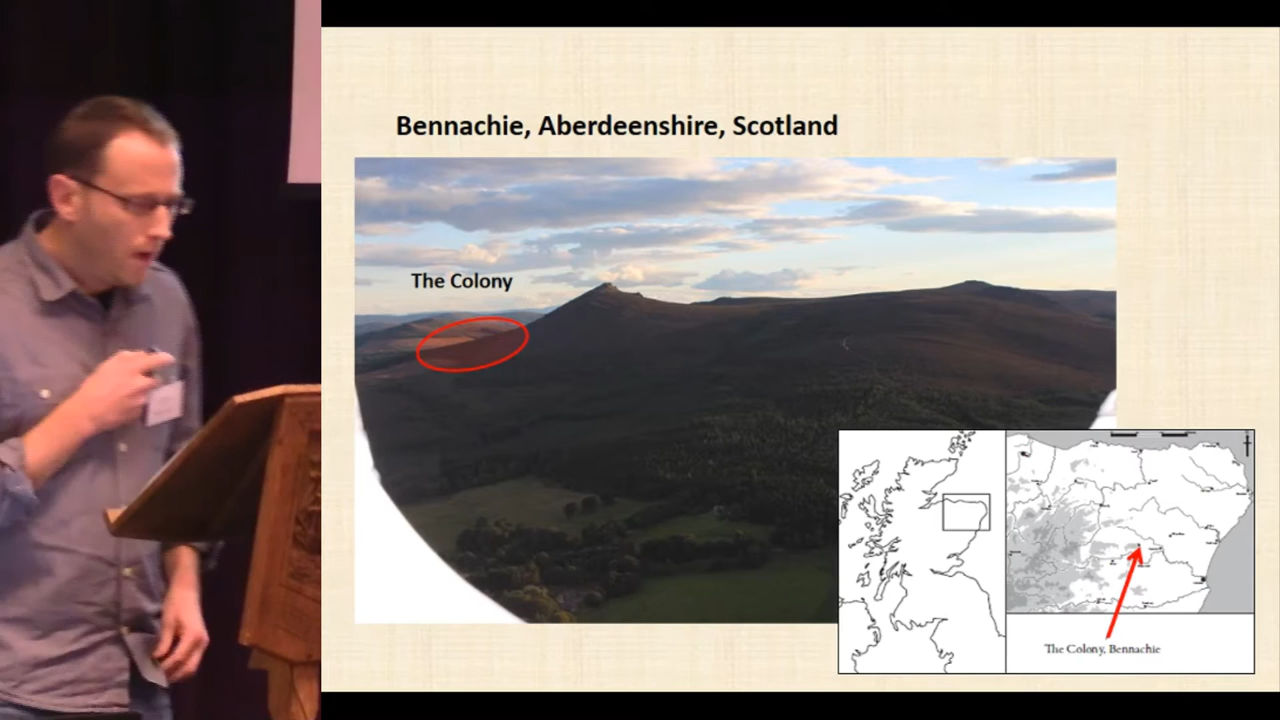 Bennachie, Aberdeenshire, Scotland
The Colony
The Colony, Bennachie